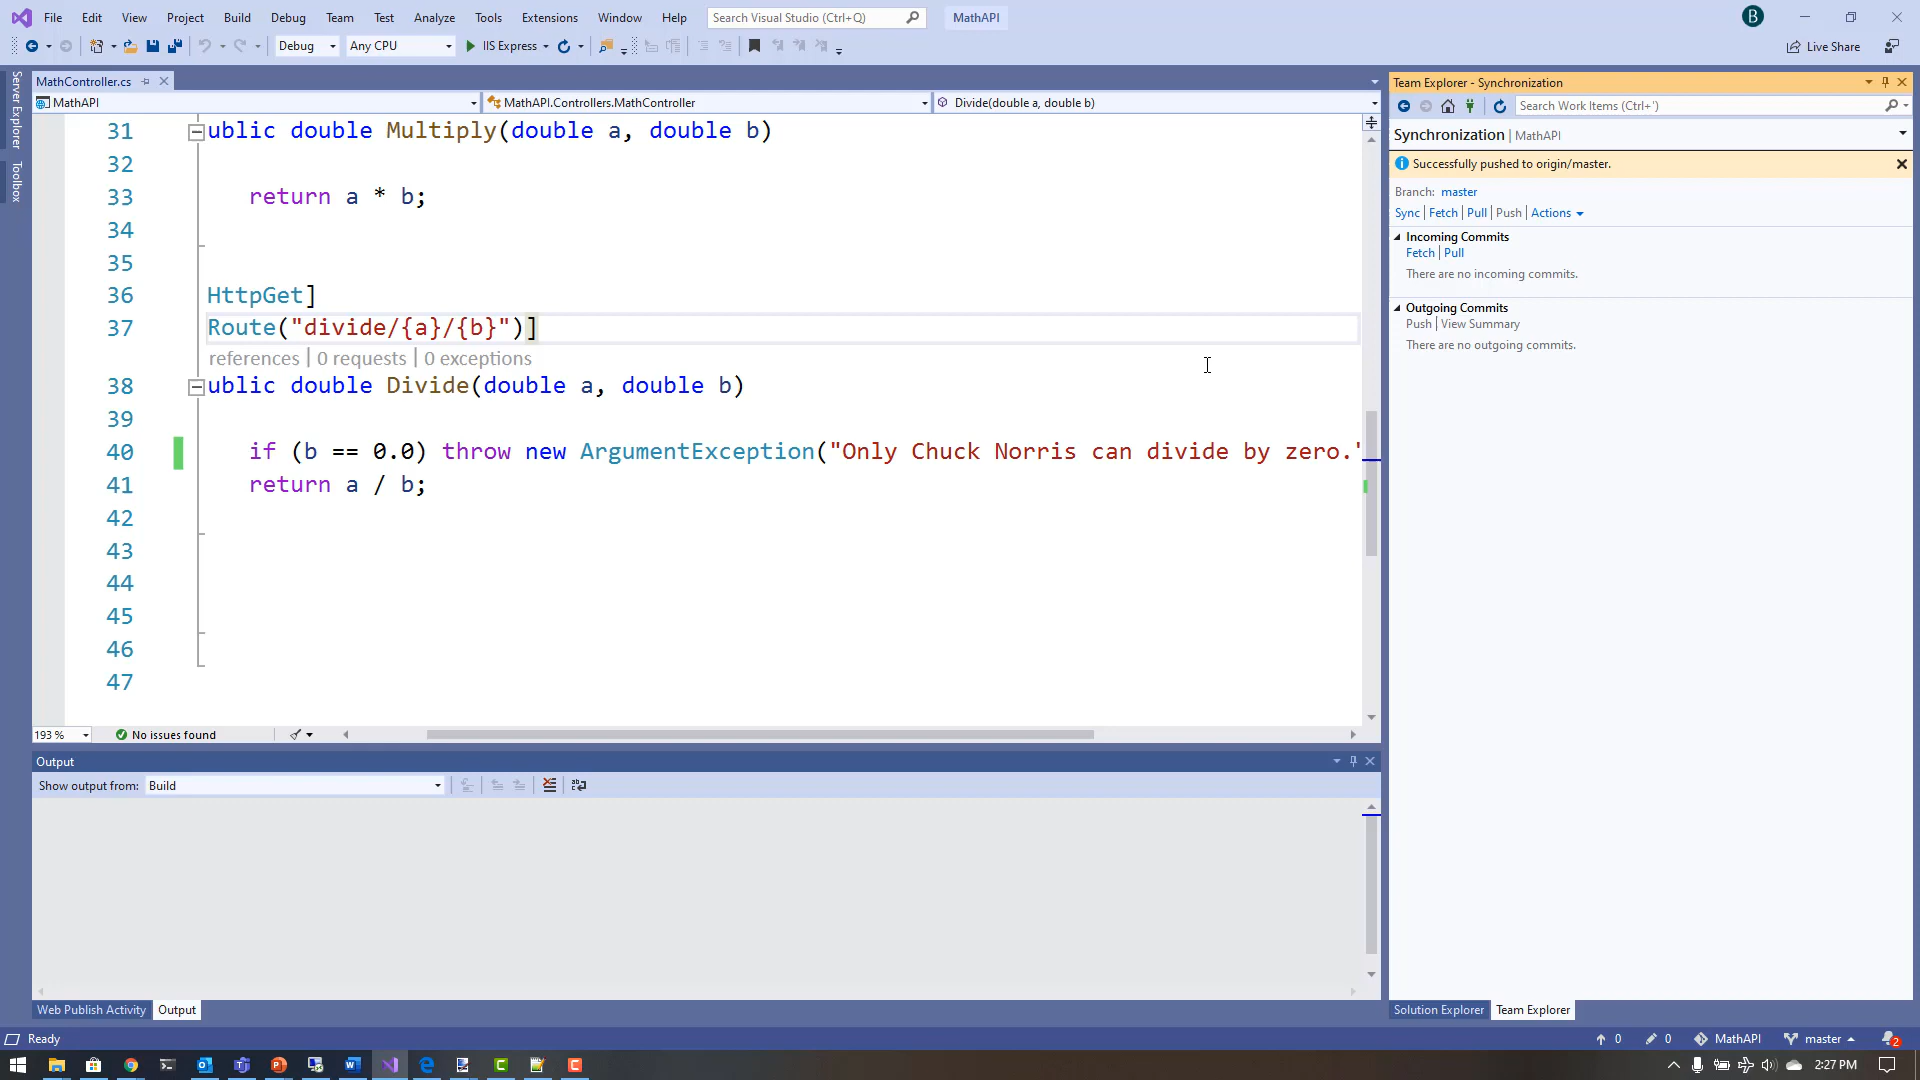 File Edit View Project Build Debug Team Test Analyze Tools Extensions Window Help Search Visual Studio (Ctrl+Q) MathAPI B
Debug Any CPU IIS Express Live Share
Server Explorer
Toolbox
MathController.cs
MathAPI MathAPI.Controllers.MathController Divide(double a, double b)
31 ublic double Multiply(double a, double b)
32
33 return a * b;
34
35
36 HttpGet]
37 Route("divide/{a}/{b}")]
references | 0 requests | 0 exceptions
38 ublic double Divide(double a, double b)
39
40 if (b == 0.0) throw new ArgumentException("Only Chuck Norris can divide by zero.
41 return a / b;
42
43
44
45
46
47
193 % No issues found
Output
Show output from: Build
Web Publish Activity Output
Team Explorer - Synchronization
Search Work Items (Ctrl+')
Synchronization | MathAPI
Successfully pushed to origin/master.
Branch: master
Sync | Fetch | Pull | Push | Actions
Incoming Commits
Fetch | Pull
There are no incoming commits.
Outgoing Commits
Push | View Summary
There are no outgoing commits.
Solution Explorer Team Explorer
Ready 0 0 MathAPI master 2
2:27 PM